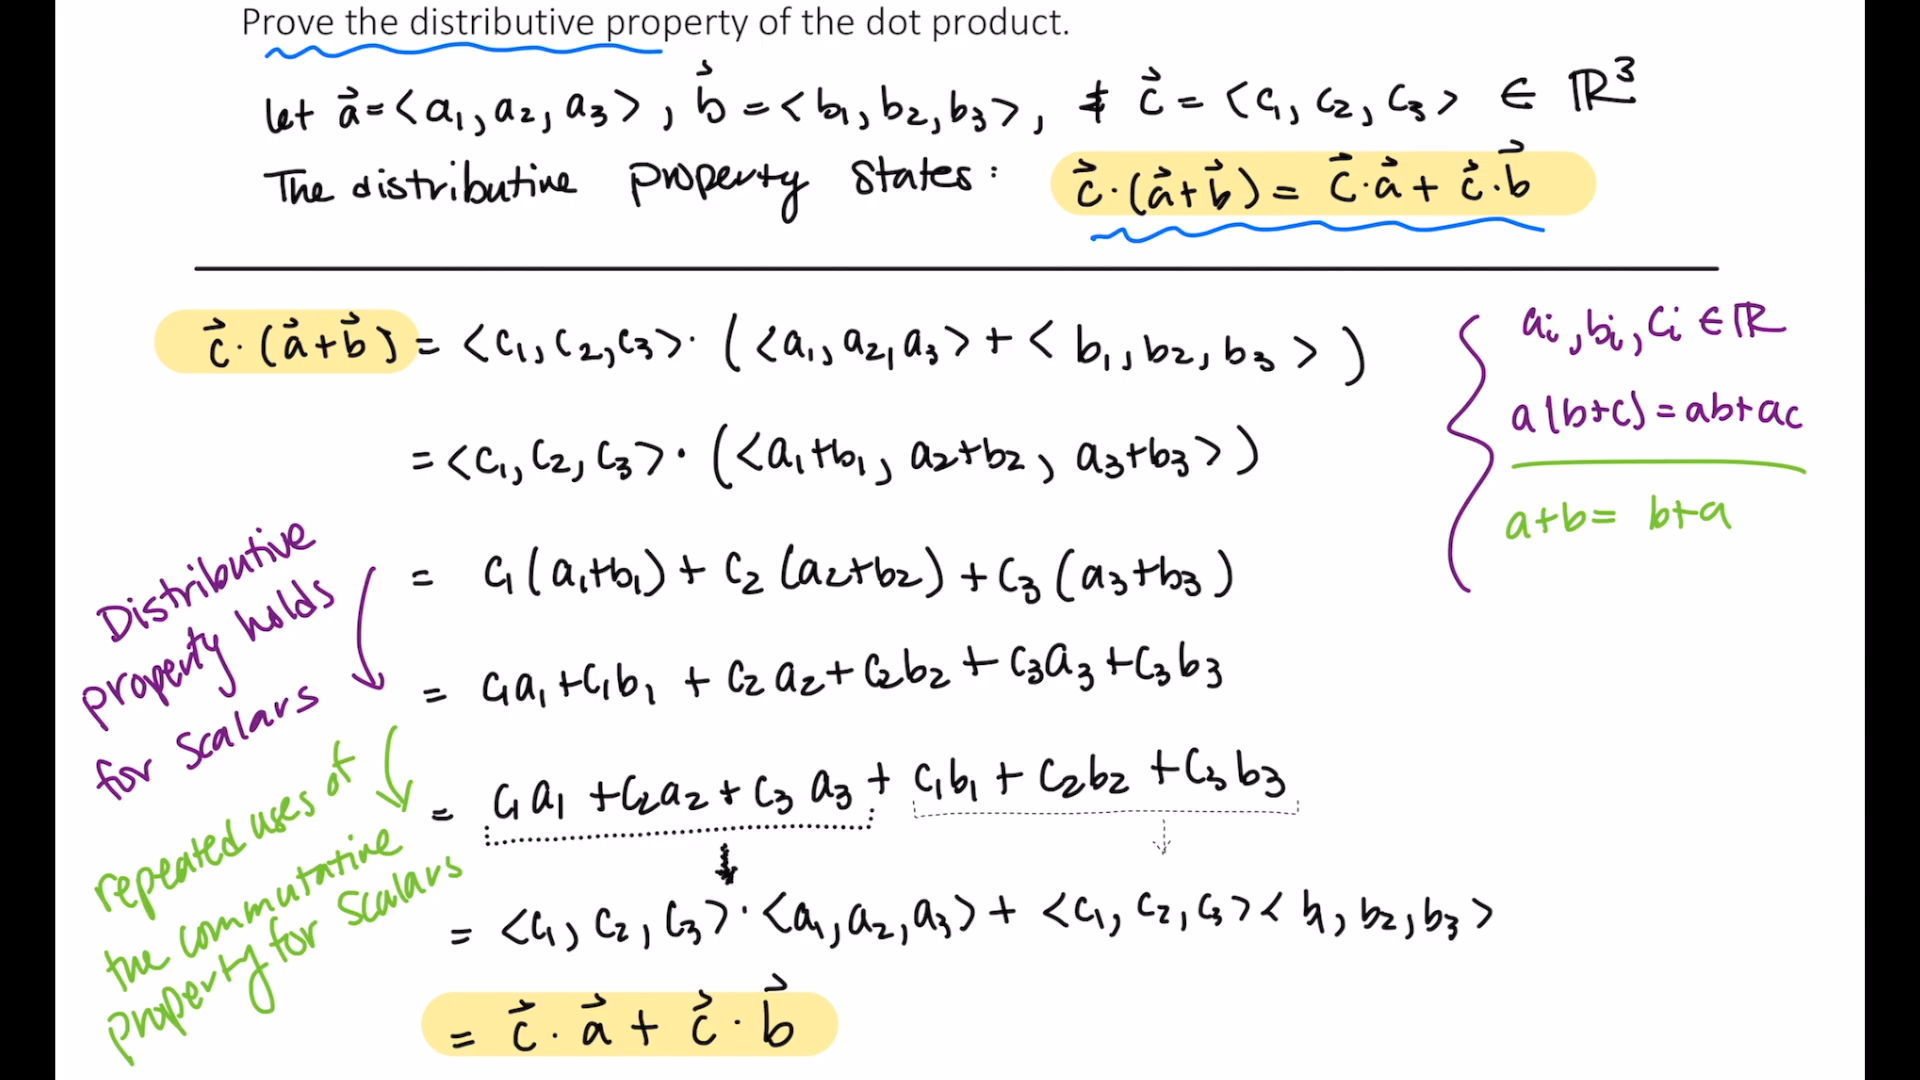 Prove the distributive property of the dot product.
let a⃗ = <a₁, a₂, a₃>, b⃗ = <b₁, b₂, b₃>, & c⃗ = <c₁, c₂, c₃> ∈ ℝ³
The distributive property states: c⃗·(a⃗+b⃗) = c⃗·a⃗ + c⃗·b⃗
c⃗·(a⃗+b⃗) = <c₁, c₂, c₃>·(<a₁, a₂, a₃> + <b₁, b₂, b₃>)
= <c₁, c₂, c₃>·(<a₁+b₁, a₂+b₂, a₃+b₃>)
= c₁(a₁+b₁) + c₂(a₂+b₂) + c₃(a₃+b₃)
= c₁a₁ + c₁b₁ + c₂a₂ + c₂b₂ + c₃a₃ + c₃b₃
= c₁a₁ + c₂a₂ + c₃a₃ + c₁b₁ + c₂b₂ + c₃b₃
= <c₁, c₂, c₃>·<a₁, a₂, a₃> + <c₁, c₂, c₃><b₁, b₂, b₃>
= c⃗·a⃗ + c⃗·b⃗
aᵢ, bᵢ, cᵢ ∈ ℝ
a(b+c) = ab+ac
a+b = b+a
Distributive
property holds
for scalars
repeated uses of
the commutative
property for scalars